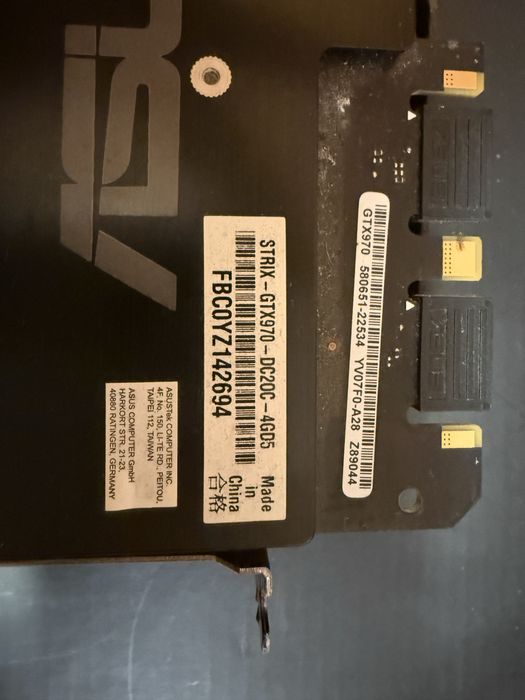 ASUS
STRIX-GTX970-DC2OC-4GD5
FBC0YZ142694
Made
in
China
合格
ASUSTek COMPUTER INC.
4F, No. 150, LI-TE RD., PEITOU,
TAIPEI 112, TAIWAN
ASUS COMPUTER GmbH
HARKORT STR. 21-23,
40880 RATINGEN, GERMANY
GTX970 580651-22534 YV07F0-A28 Z89044